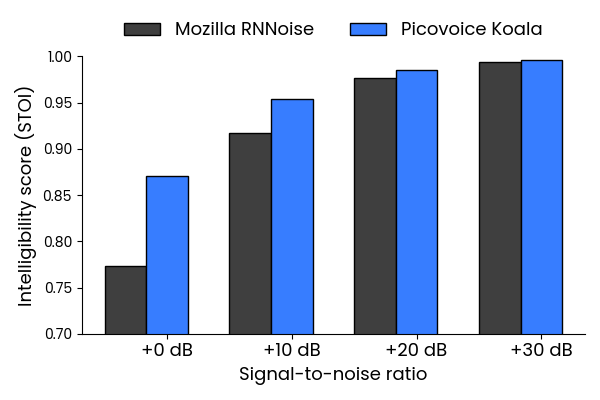 Mozilla RNNoise Picovoice Koala
Intelligibility score (STOI)
1.00
0.95
0.90
0.85
0.80
0.75
0.70
+0 dB +10 dB +20 dB +30 dB
Signal-to-noise ratio